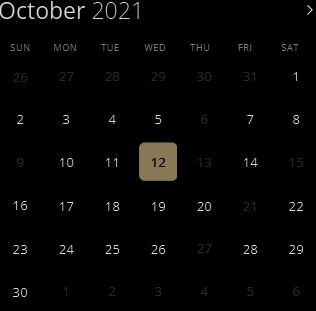 October 2021
SUN MON TUE WED THU FRI SAT
26 27 28 29 30 31 1
2 3 4 5 6 7 8
9 10 11 12 13 14 15
16 17 18 19 20 21 22
23 24 25 26 27 28 29
30 1 2 3 4 5 6